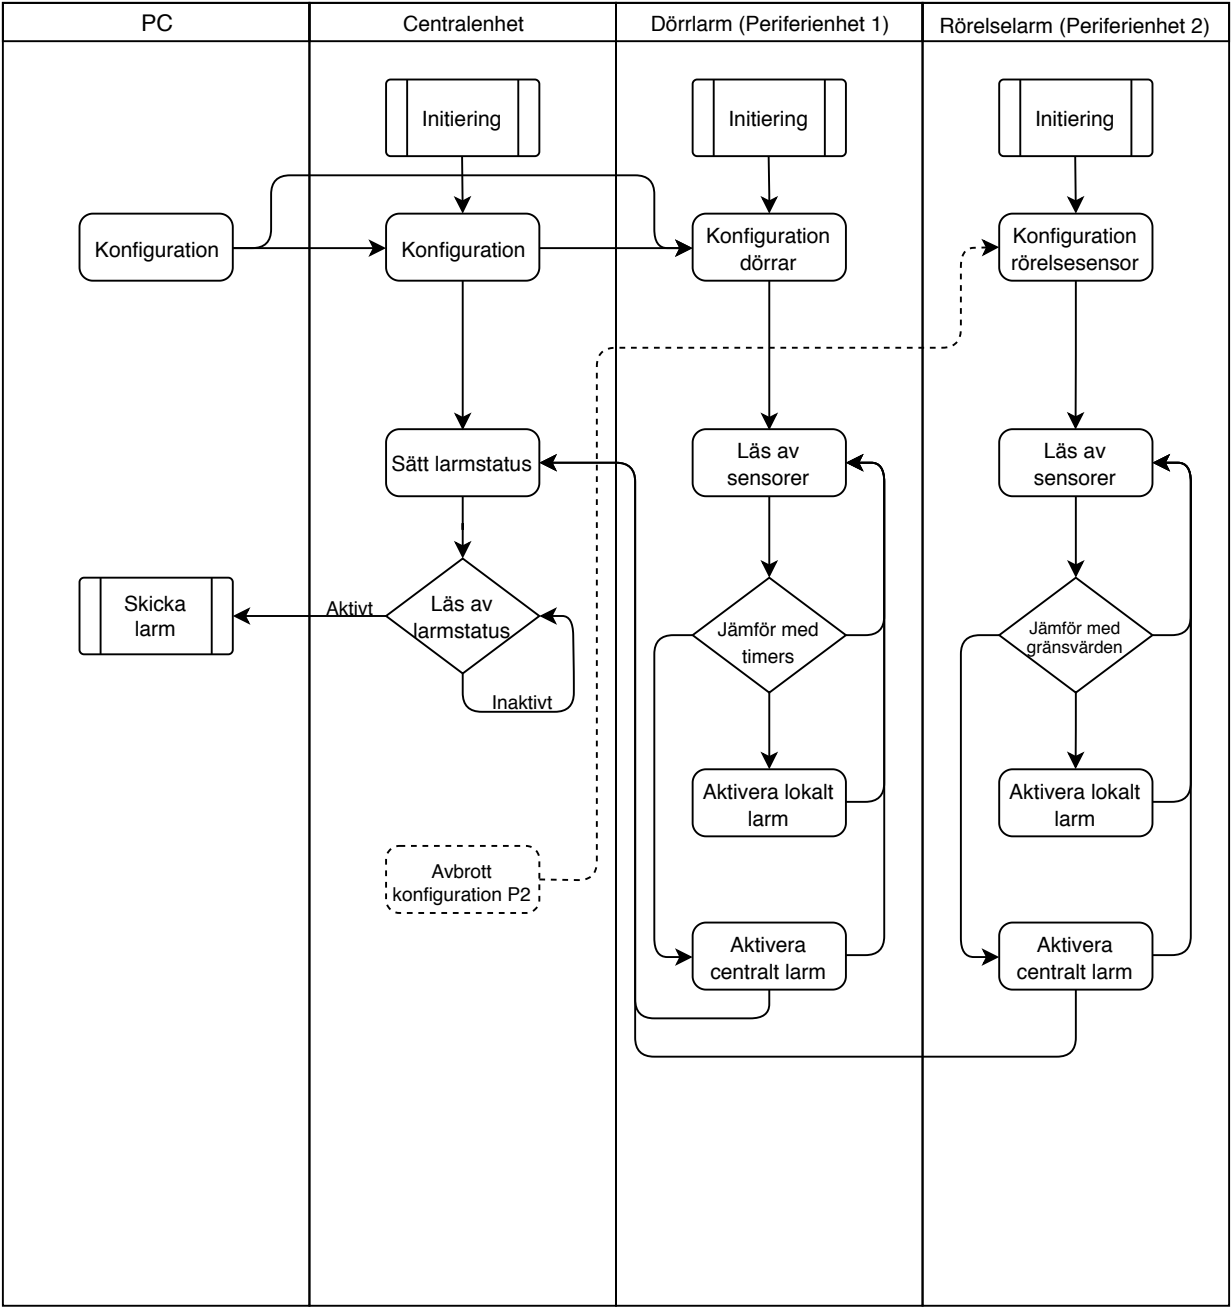 PC
Centralenhet
Dörrlarm (Periferienhet 1)
Rörelselarm (Periferienhet 2)
Initiering
Initiering
Initiering
Konfiguration
Konfiguration
Konfiguration
dörrar
Konfiguration
rörelsesensor
Sätt larmstatus
Läs av
sensorer
Läs av
sensorer
Skicka
larm
Aktivt
Läs av
larmstatus
Inaktivt
Jämför med
timers
Jämför med
gränsvärden
Aktivera lokalt
larm
Aktivera lokalt
larm
Avbrott
konfiguration P2
Aktivera
centralt larm
Aktivera
centralt larm